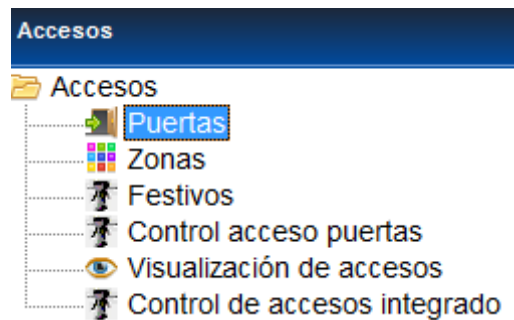 Accesos
Accesos
Puertas
Zonas
Festivos
Control acceso puertas
Visualización de accesos
Control de accesos integrado